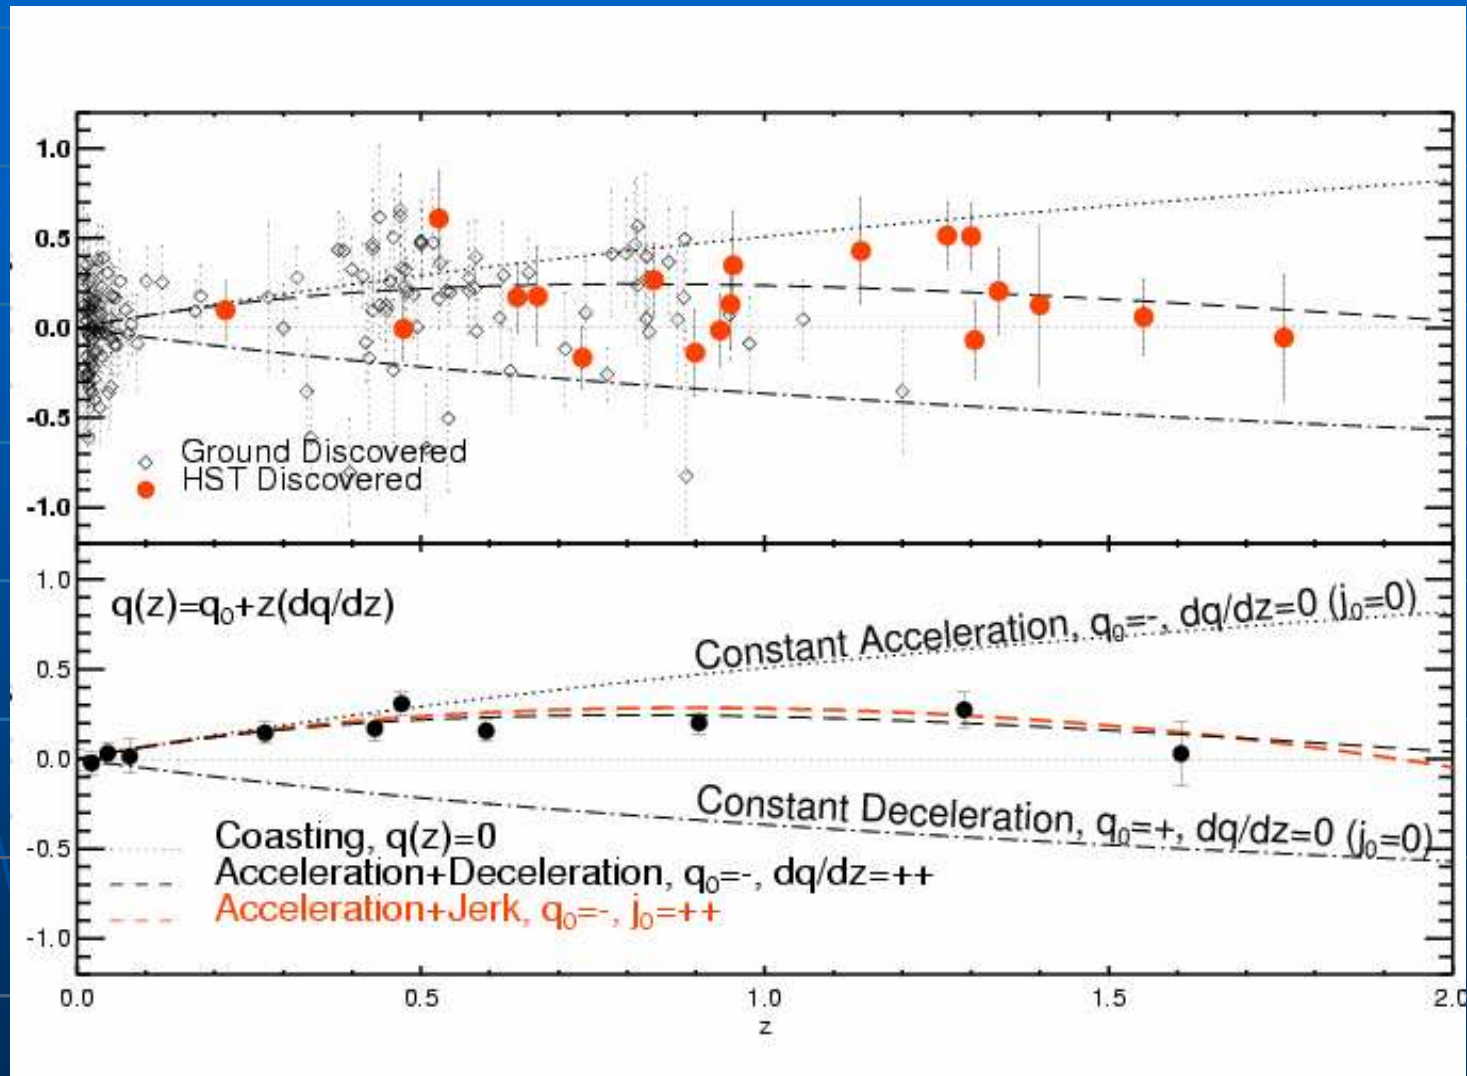 1.0
0.5
0.0
-0.5
-1.0
Ground Discovered
HST Discovered
1.0
0.5
0.0
-0.5
-1.0
q(z)=q₀+z(dq/dz)
Constant Acceleration, q₀=-, dq/dz=0 (j₀=0)
Constant Deceleration, q₀=+, dq/dz=0 (j₀=0)
Coasting, q(z)=0
Acceleration+Deceleration, q₀=-, dq/dz=++
Acceleration+Jerk, q₀=-, j₀=++
0.0 0.5 1.0 1.5 2.0
z